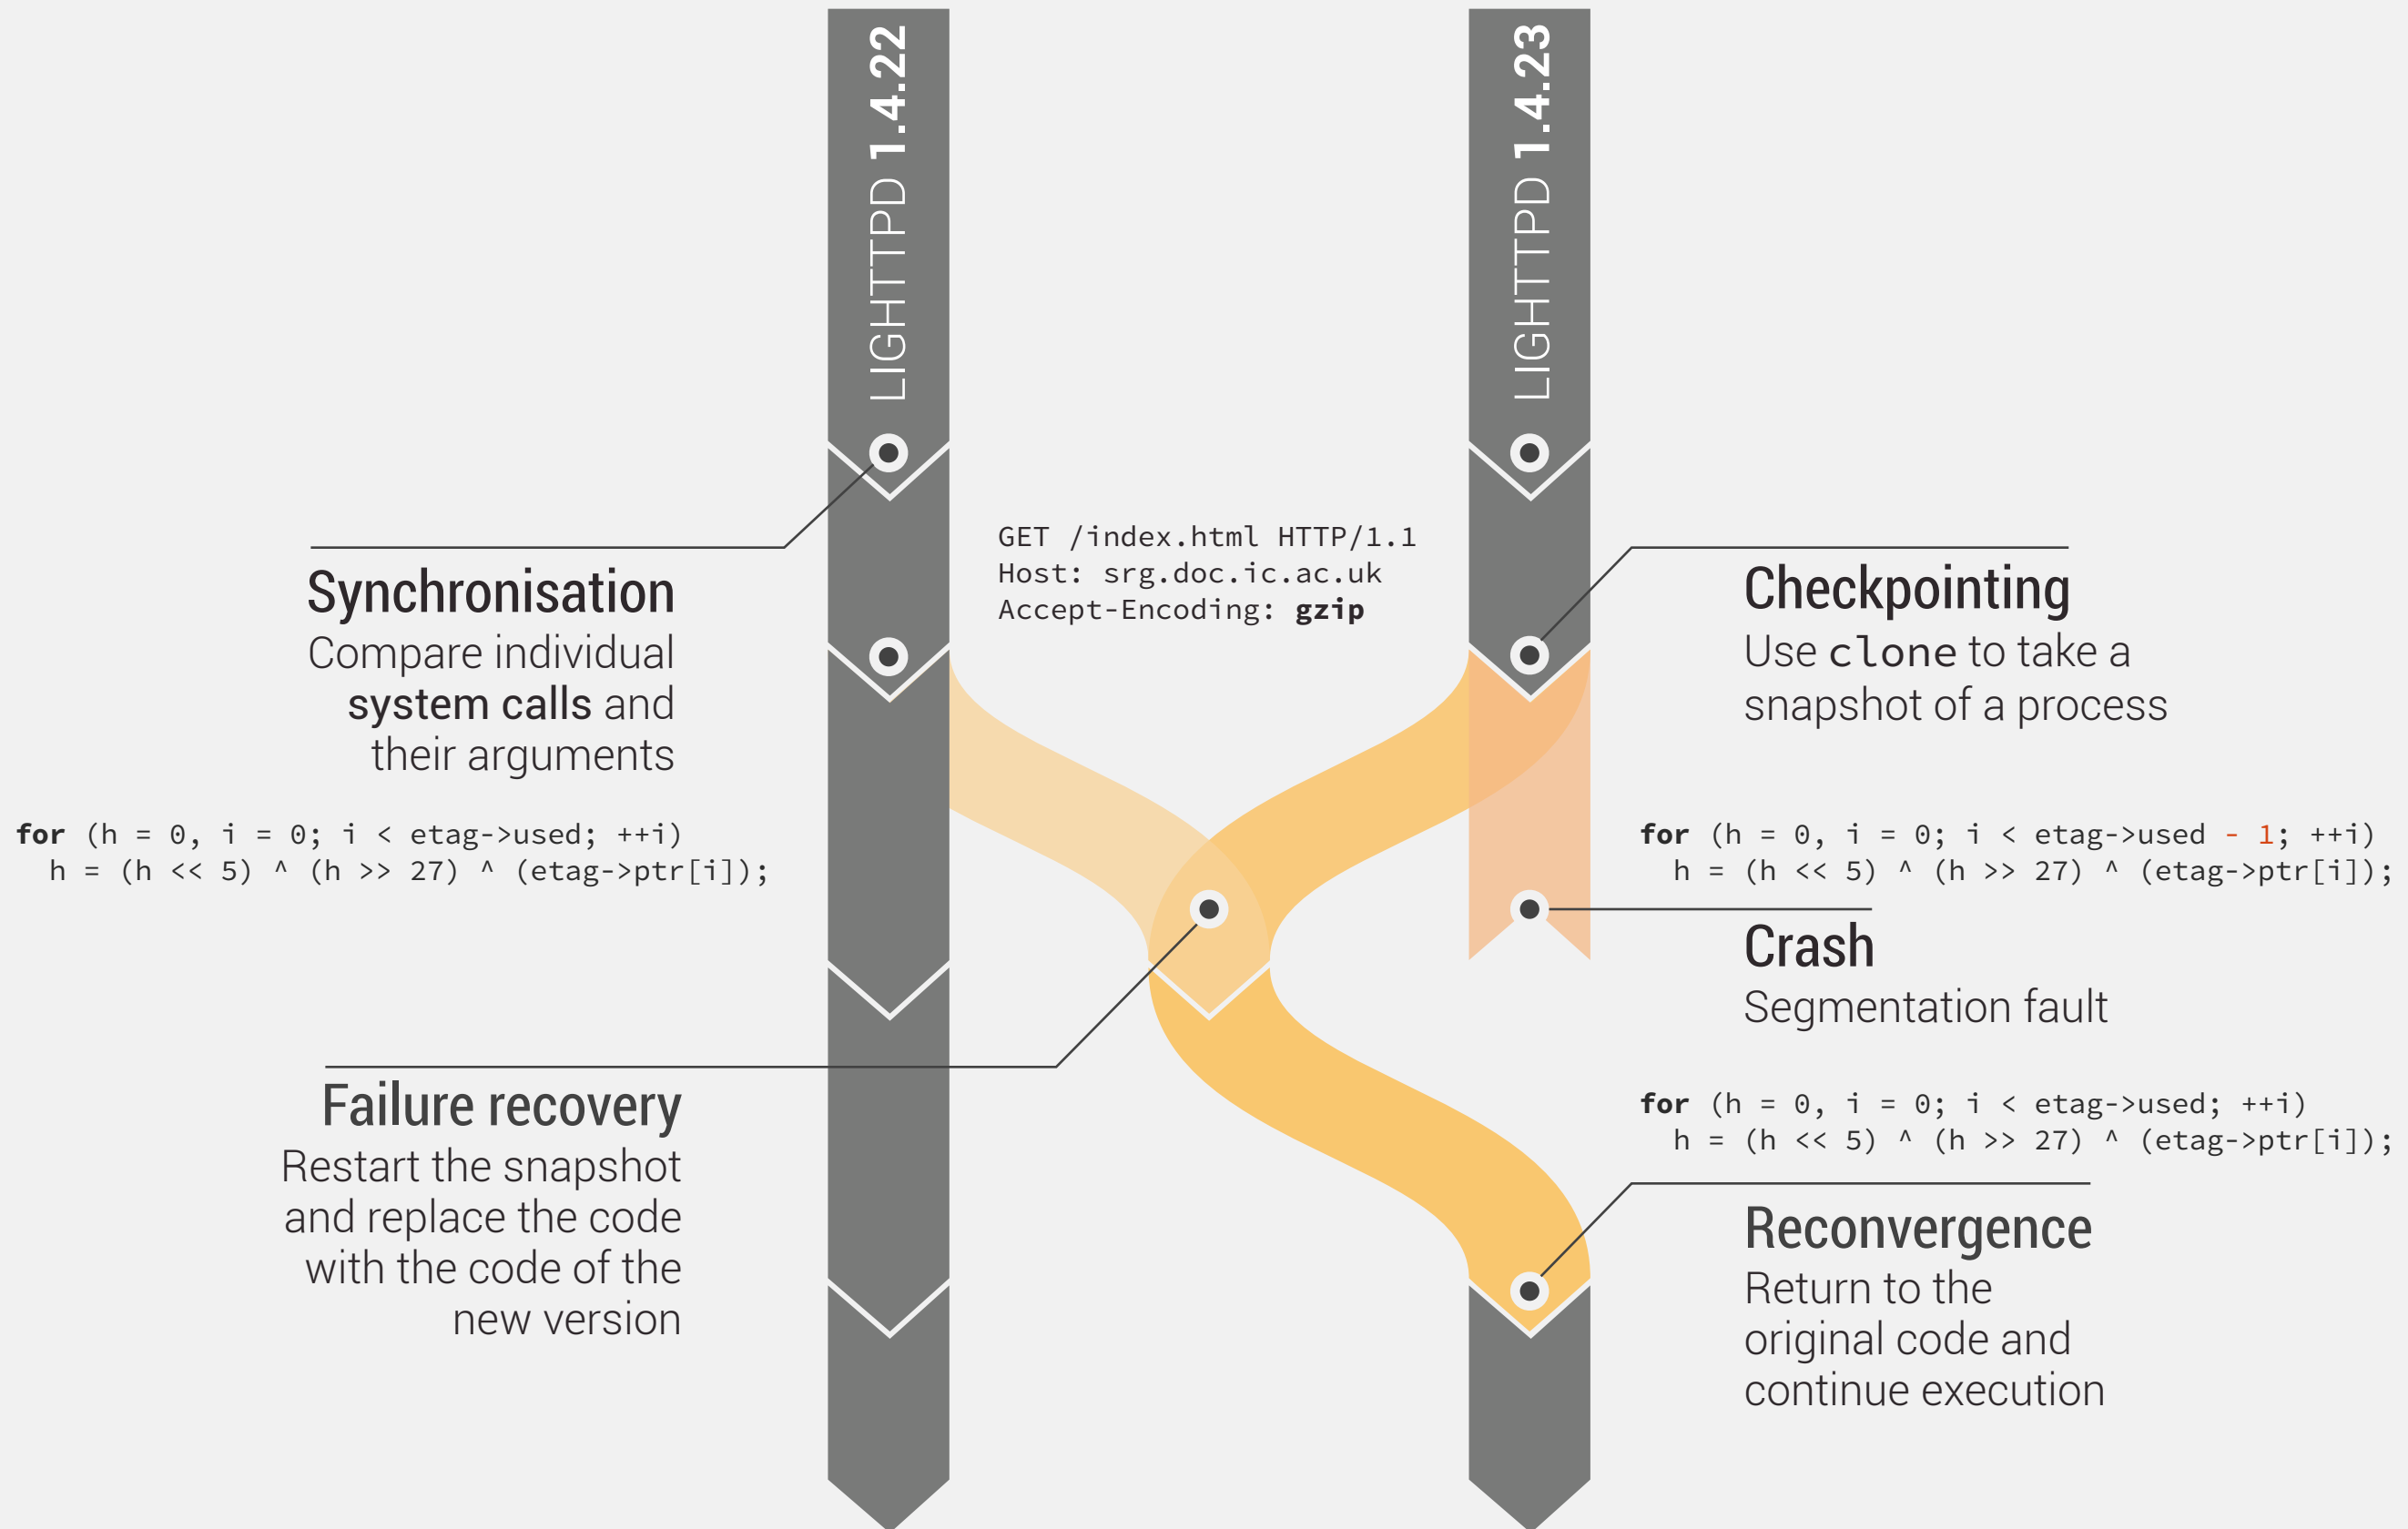 LIGHTTPD 1.4.22
LIGHTTPD 1.4.23
GET /index.html HTTP/1.1
Host: srg.doc.ic.ac.uk
Accept-Encoding: gzip
Synchronisation
Compare individual
system calls and
their arguments
Checkpointing
Use clone to take a
snapshot of a process
for (h = 0, i = 0; i < etag->used; ++i)
  h = (h << 5) ^ (h >> 27) ^ (etag->ptr[i]);
for (h = 0, i = 0; i < etag->used - 1; ++i)
  h = (h << 5) ^ (h >> 27) ^ (etag->ptr[i]);
Crash
Segmentation fault
Failure recovery
Restart the snapshot
and replace the code
with the code of the
new version
for (h = 0, i = 0; i < etag->used; ++i)
  h = (h << 5) ^ (h >> 27) ^ (etag->ptr[i]);
Reconvergence
Return to the
original code and
continue execution